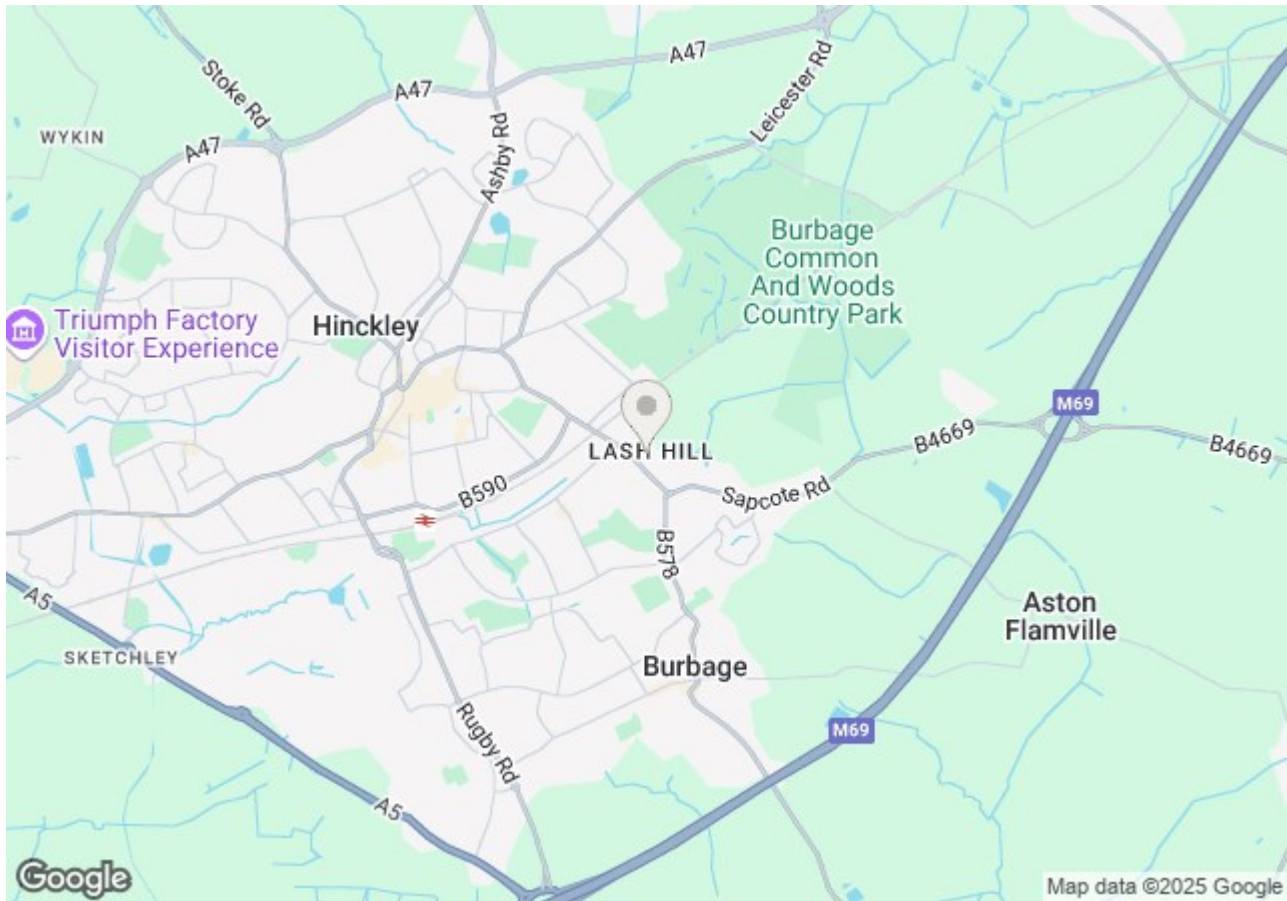 A47
Leicester Rd
Stoke Rd
A47
WYKIN
A47
Ashby Rd
Burbage
Common
And Woods
Country Park
Triumph Factory
Visitor Experience
Hinckley
M69
LASH HILL
B4669
B4669
B590
Sapcote Rd
B578
A5
Aston
Flamville
SKETCHLEY
Burbage
Rugby Rd
M69
A5
Google
Map data ©2025 Google